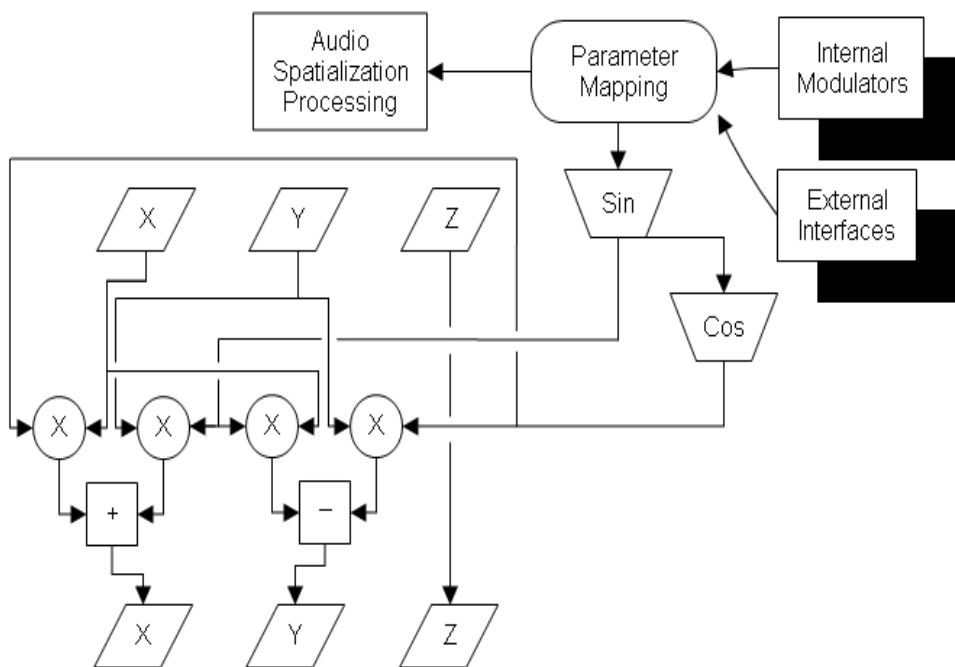 Audio
Spatialization
Processing
Parameter
Mapping
Internal
Modulators
Sin
External
Interfaces
X
Y
Z
Cos
X
X
X
X
+
−
X
Y
Z